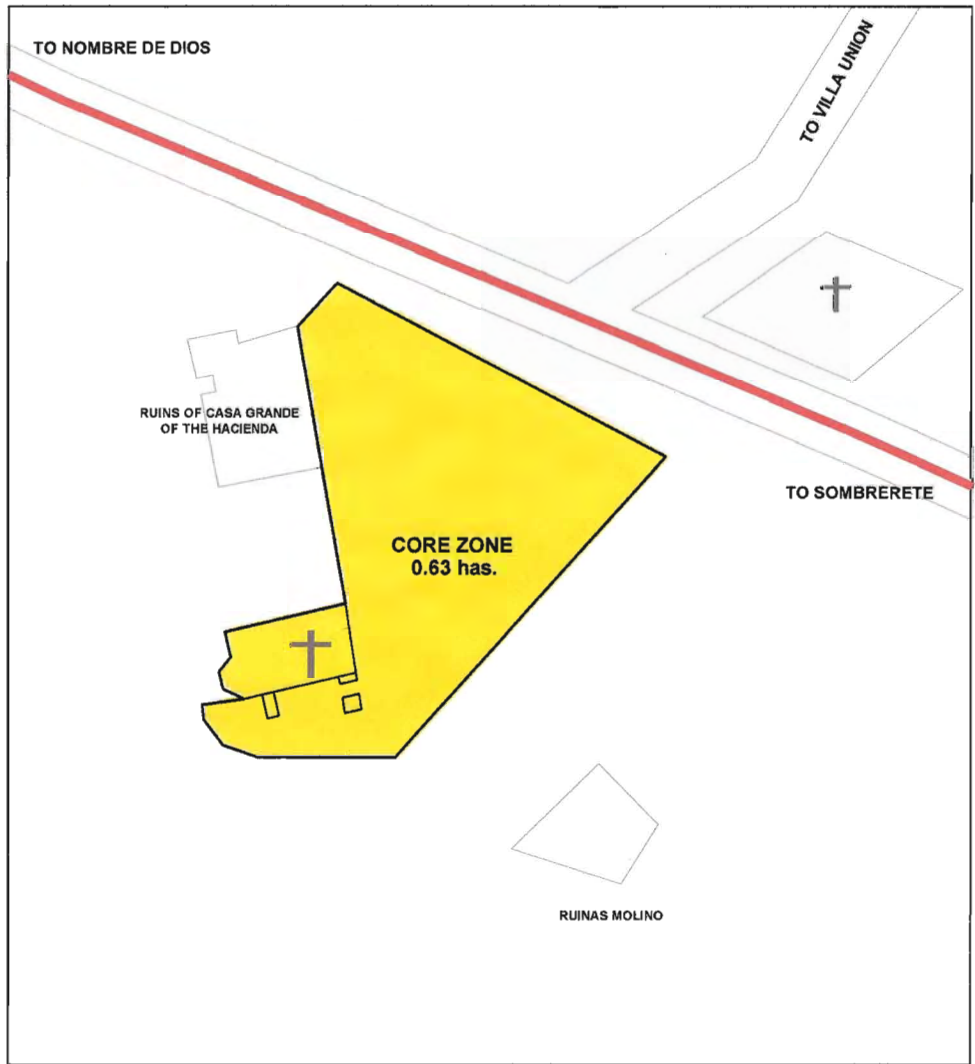 TO NOMBRE DE DIOS
TO VILLA UNION
RUINS OF CASA GRANDE
OF THE HACIENDA
TO SOMBRERETE
CORE ZONE
0.63 has.
RUINAS MOLINO